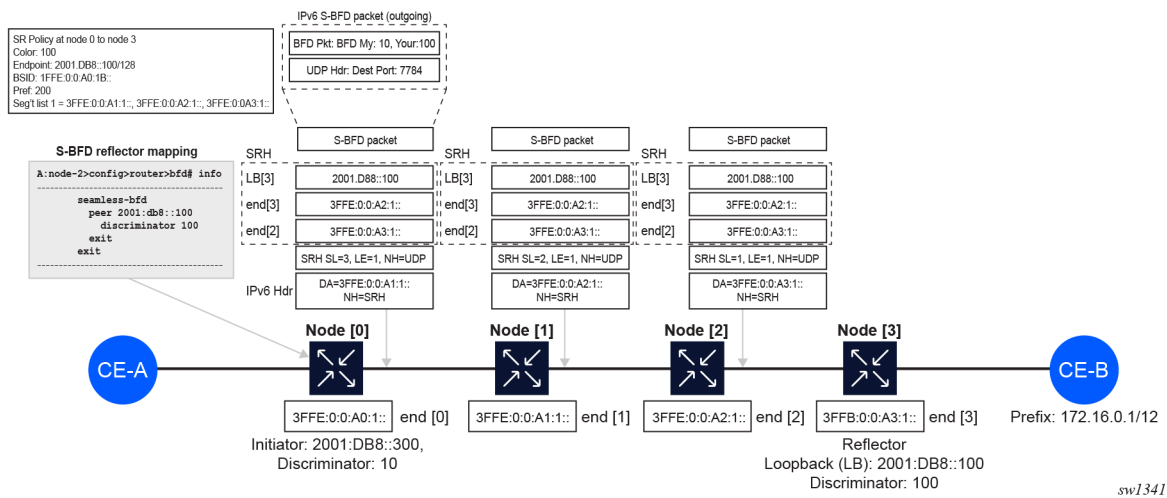 IPv6 S-BFD packet (outgoing)
SR Policy at node 0 to node 3
Color: 100
Endpoint: 2001.DB8::100/128
BSID: 1FFE:0:0:A0:1B::
Pref: 200
Seg't list 1 = 3FFE:0:0:A1:1::, 3FFE:0:0:A2:1::, 3FFE:0:0A3:1::
BFD Pkt: BFD My: 10, Your:100
UDP Hdr: Dest Port: 7784
S-BFD reflector mapping
A:node-2>config>router>bfd# info
----------------------------------------------
seamless-bfd
peer 2001:db8::100
discriminator 100
exit
exit
----------------------------------------------
S-BFD packet
S-BFD packet
S-BFD packet
SRH
SRH
SRH
LB[3]
2001.D88::100
LB[3]
2001.D88::100
LB[3]
2001.D88::100
end[3]
3FFE:0:0:A2:1::
end[3]
3FFE:0:0:A2:1::
end[3]
3FFE:0:0:A2:1::
end[2]
3FFE:0:0:A3:1::
end[2]
3FFE:0:0:A3:1::
end[2]
3FFE:0:0:A3:1::
SRH SL=3, LE=1, NH=UDP
SRH SL=2, LE=1, NH=UDP
SRH SL=1, LE=1, NH=UDP
IPv6 Hdr
DA=3FFE:0:0:A1:1::
NH=SRH
DA=3FFE:0:0:A2:1::
NH=SRH
DA=3FFE:0:0:A3:1::
NH=SRH
Node [0]
Node [1]
Node [2]
Node [3]
CE-A
CE-B
3FFE:0:0:A0:1::
end [0]
3FFE:0:0:A1:1::
end [1]
3FFE:0:0:A2:1::
end [2]
3FFB:0:0:A3:1::
end [3]
Prefix: 172.16.0.1/12
Initiator: 2001:DB8::300,
Discriminator: 10
Reflector
Loopback (LB): 2001:DB8::100
Discriminator: 100
sw1341